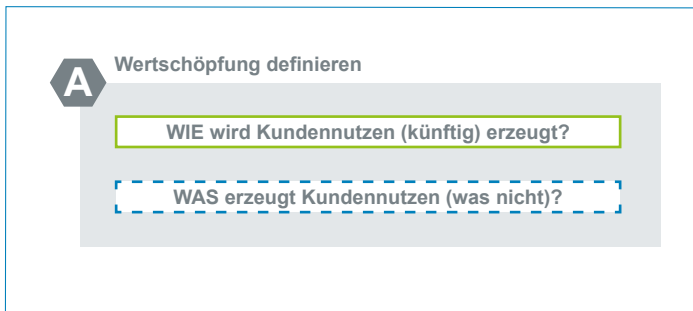 Wertschöpfung definieren
A
WIE wird Kundennutzen (künftig) erzeugt?
WAS erzeugt Kundennutzen (was nicht)?